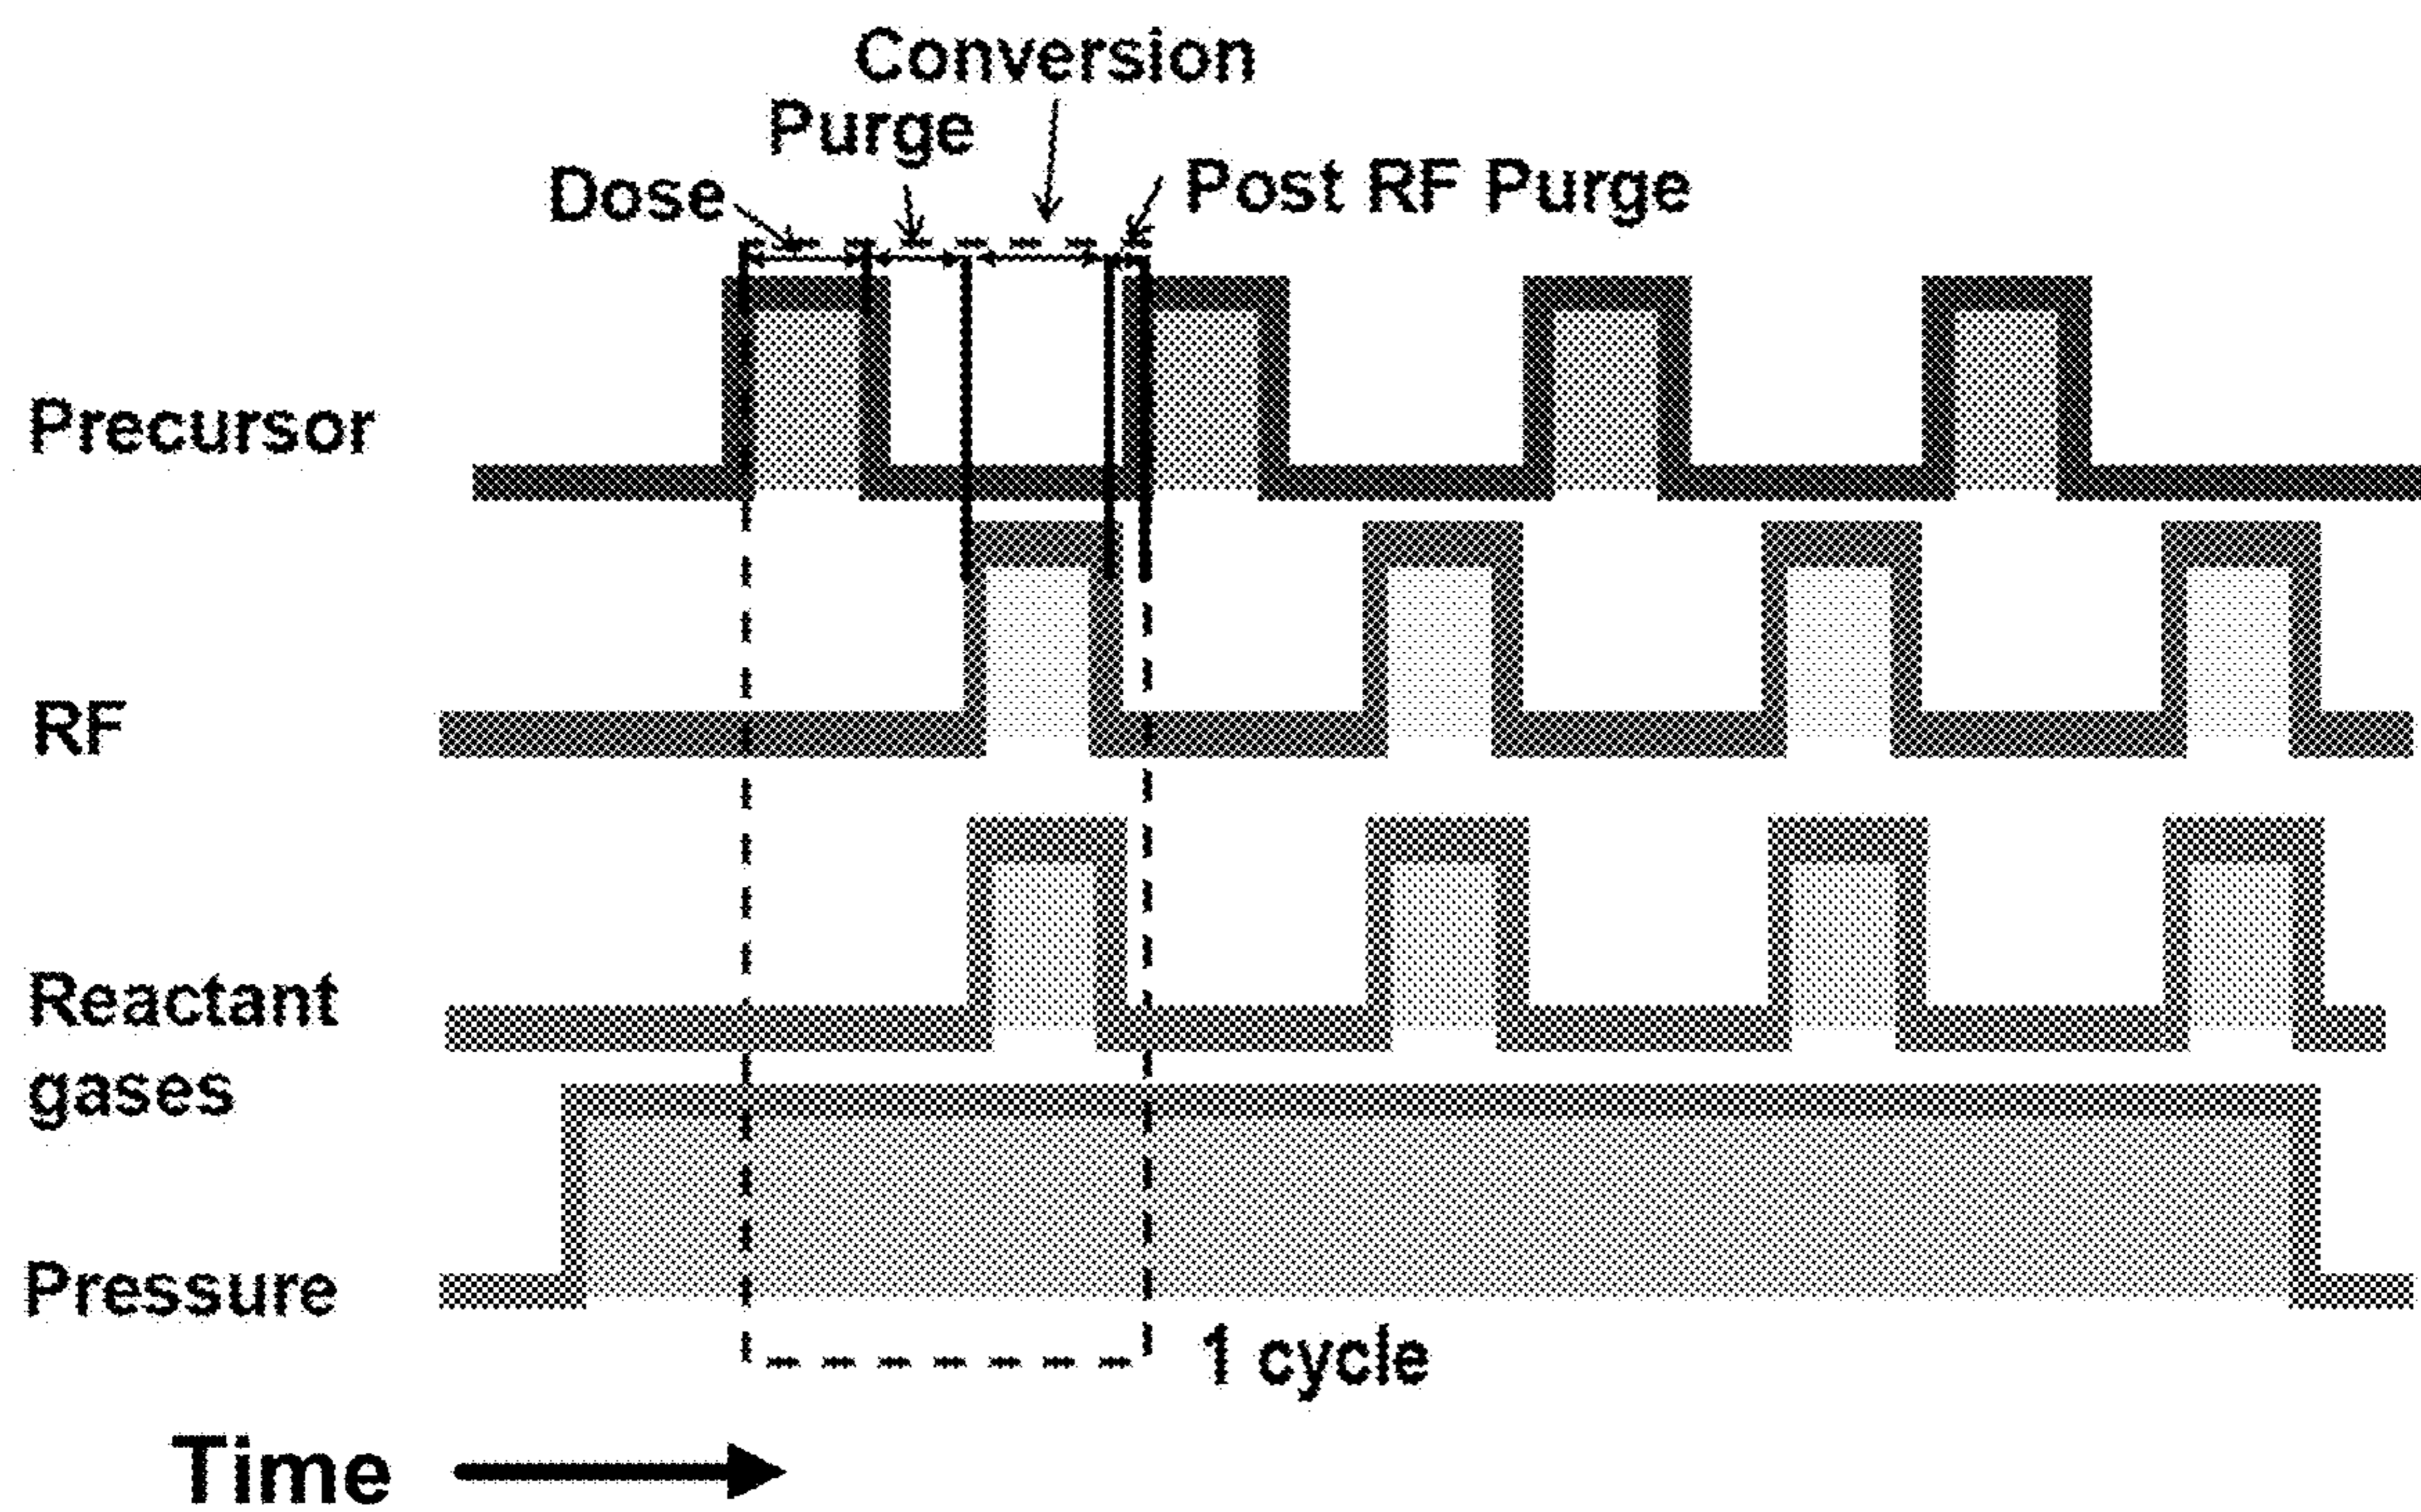 Conversion
Purge
Dose
Post RF Purge
Precursor
RF
Reactant
gases
Pressure
1 cycle
Time